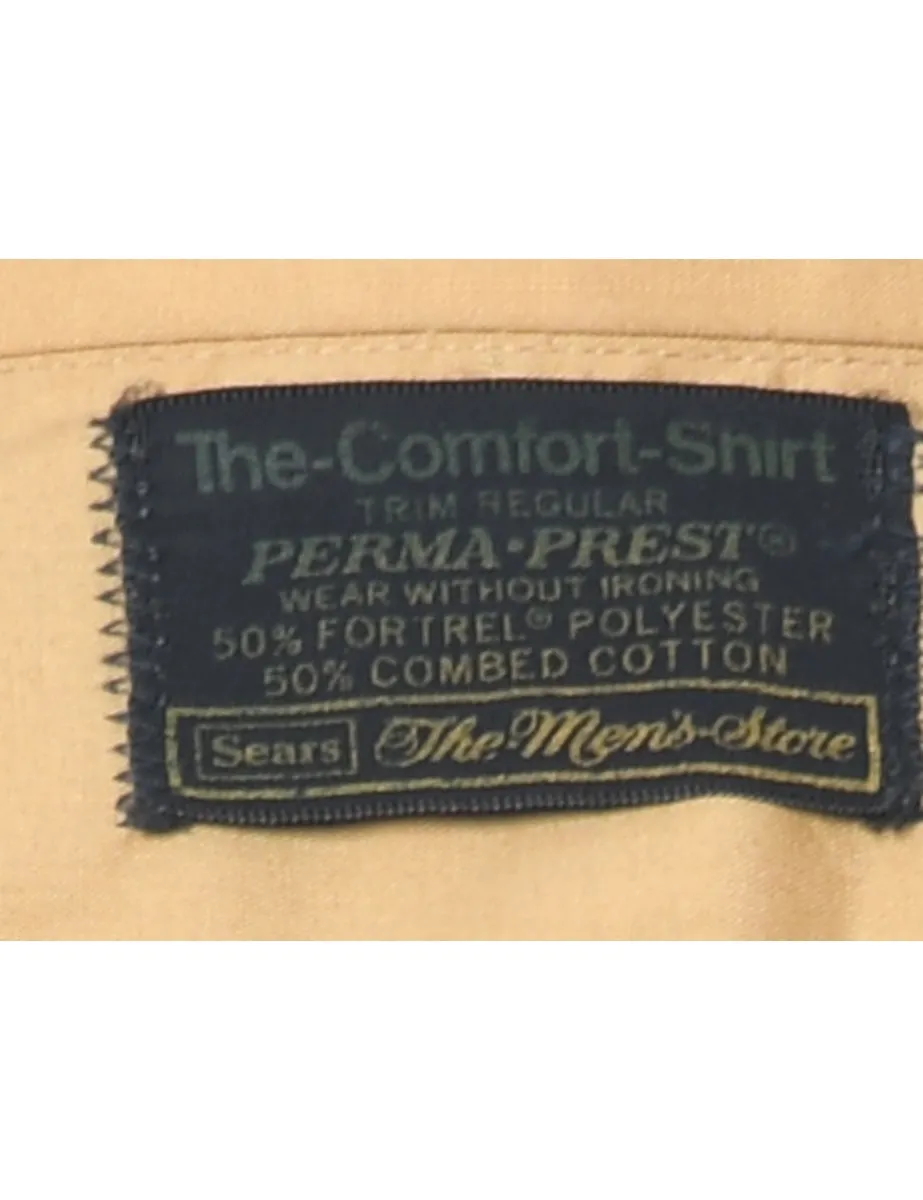 The-Comfort-Shirt
TRIM REGULAR
PERMA•PREST®
WEAR WITHOUT IRONING
50% FORTREL® POLYESTER
50% COMBED COTTON
Sears The Men's Store